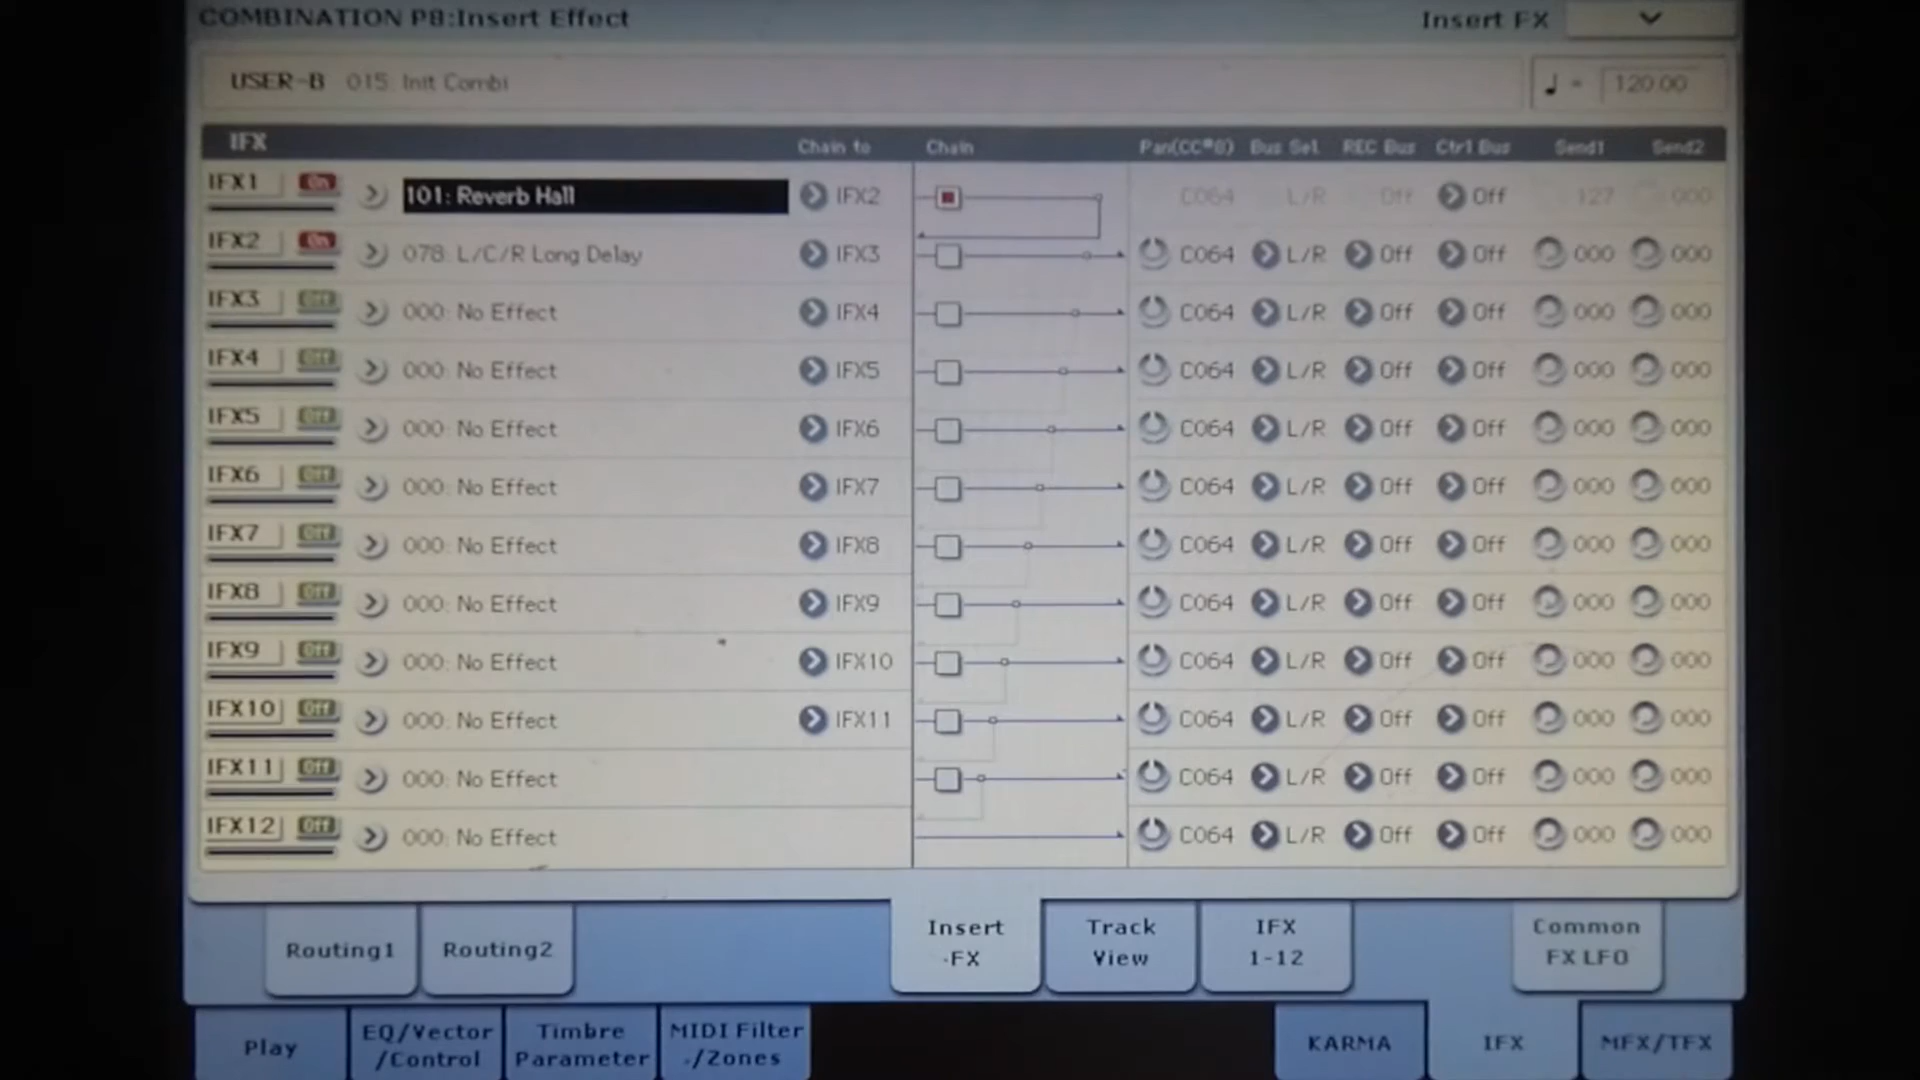 COMBINATION P8:Insert Effect Insert FX
USER-B 015: Init Combi ♩ = 120.00
IFX Chain to Chain Pan(CC#8) Bus Sel. REC Bus Ctrl Bus Send1 Send2
IFX1 On 101: Reverb Hall IFX2 C064 L/R Off Off 127 000
IFX2 On 078: L/C/R Long Delay IFX3 C064 L/R Off Off 000 000
IFX3 Off 000: No Effect IFX4 C064 L/R Off Off 000 000
IFX4 Off 000: No Effect IFX5 C064 L/R Off Off 000 000
IFX5 Off 000: No Effect IFX6 C064 L/R Off Off 000 000
IFX6 Off 000: No Effect IFX7 C064 L/R Off Off 000 000
IFX7 Off 000: No Effect IFX8 C064 L/R Off Off 000 000
IFX8 Off 000: No Effect IFX9 C064 L/R Off Off 000 000
IFX9 Off 000: No Effect IFX10 C064 L/R Off Off 000 000
IFX10 Off 000: No Effect IFX11 C064 L/R Off Off 000 000
IFX11 Off 000: No Effect C064 L/R Off Off 000 000
IFX12 Off 000: No Effect C064 L/R Off Off 000 000
Routing1 Routing2 Insert FX Track View IFX 1-12 Common FX LFO
Play EQ/Vector /Control Timbre Parameter MIDI Filter /Zones KARMA IFX MFX/TFX